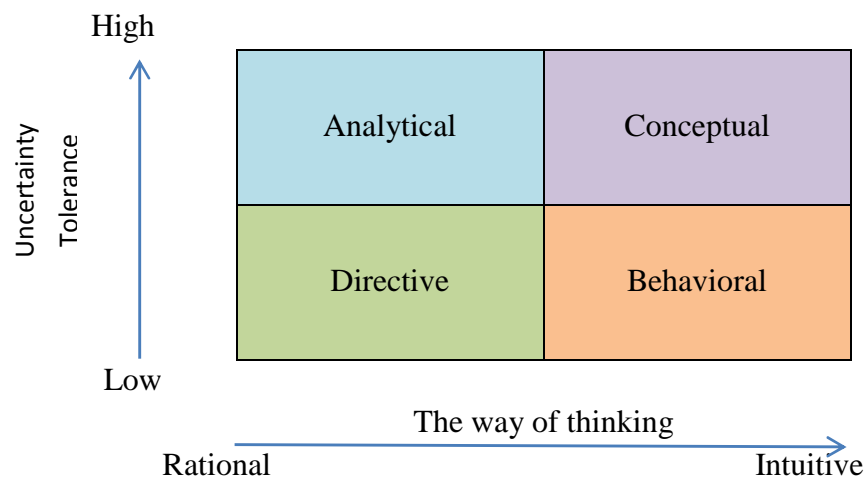 High
Uncertainty
Tolerance
Analytical
Conceptual
Directive
Behavioral
Low
The way of thinking
Rational
Intuitive